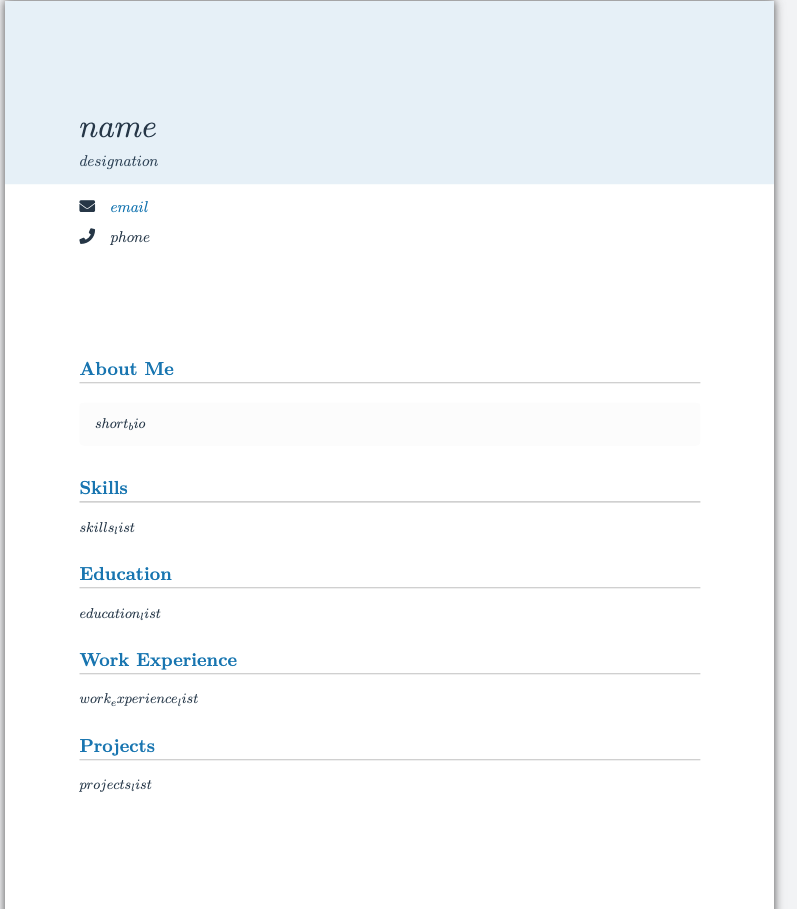 name
designation
email
phone
About Me
short_bio
Skills
skills_list
Education
education_list
Work Experience
work_experience_list
Projects
projects_list